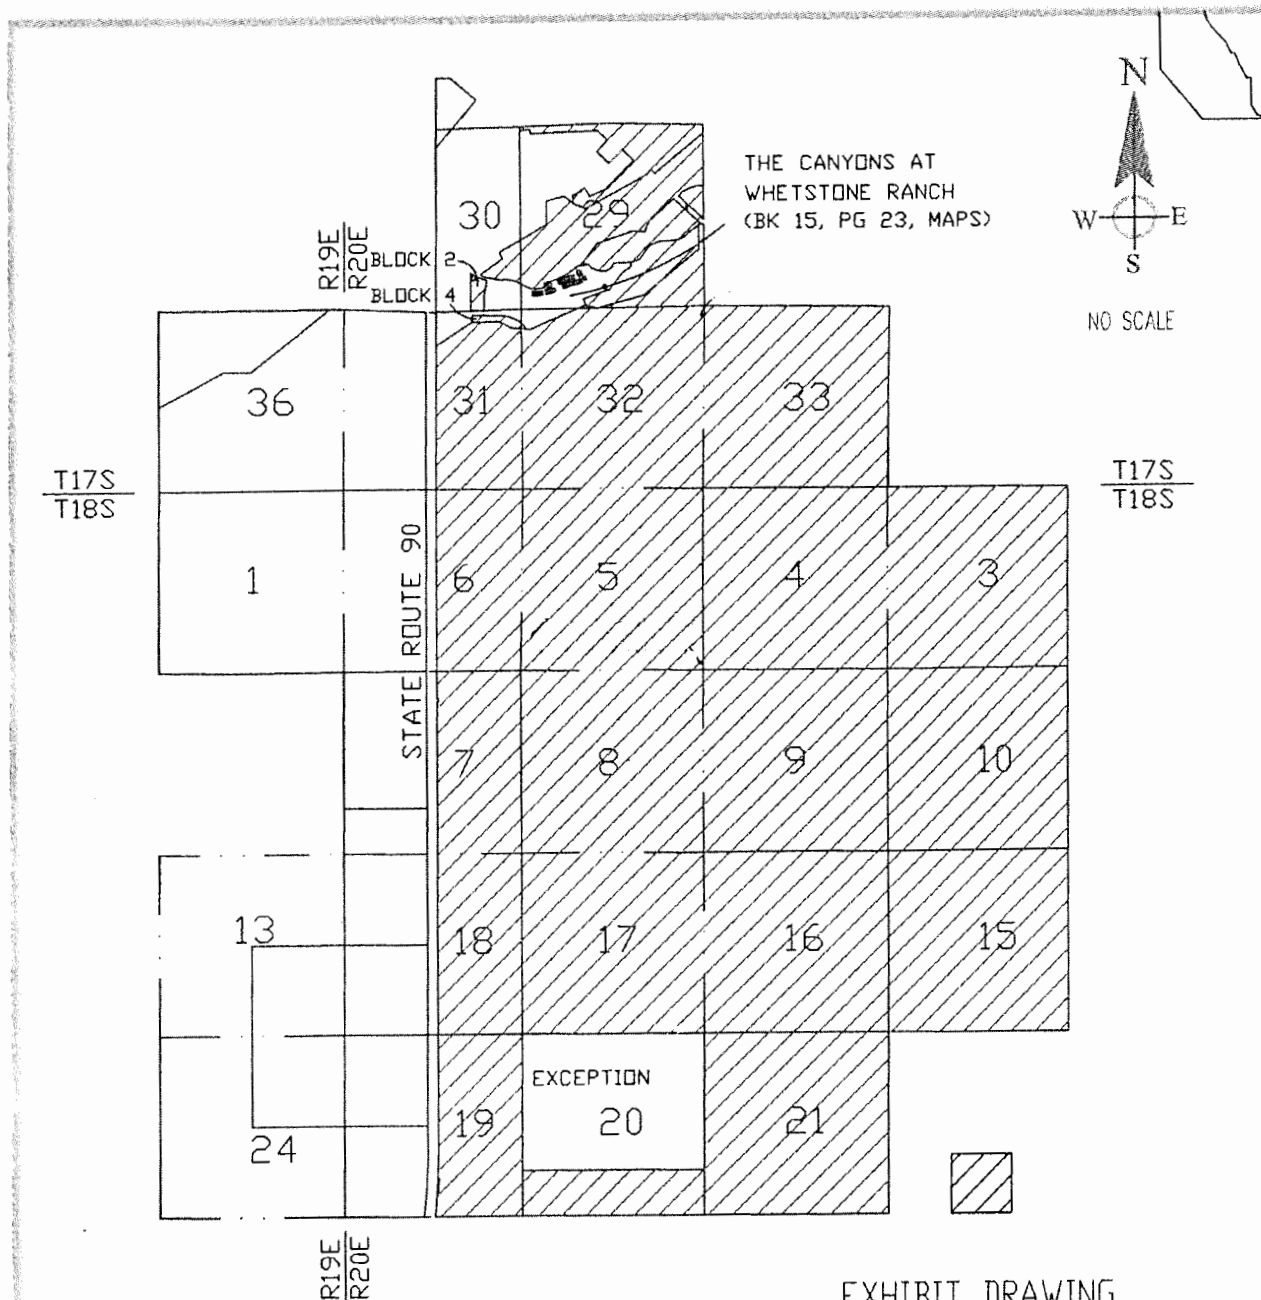 N
W E
S
NO SCALE
THE CANYONS AT
WHETSTONE RANCH
(BK 15, PG 23, MAPS)
30
29
R19E
R20E
BLOCK 2
BLOCK 4
36
31
32
33
T17S
T18S
T17S
T18S
STATE ROUTE 90
1
6
5
4
3
7
8
9
10
13
18
17
16
15
EXCEPTION
24
19
20
21
R19E
R20E
EXHIBIT DRAWING